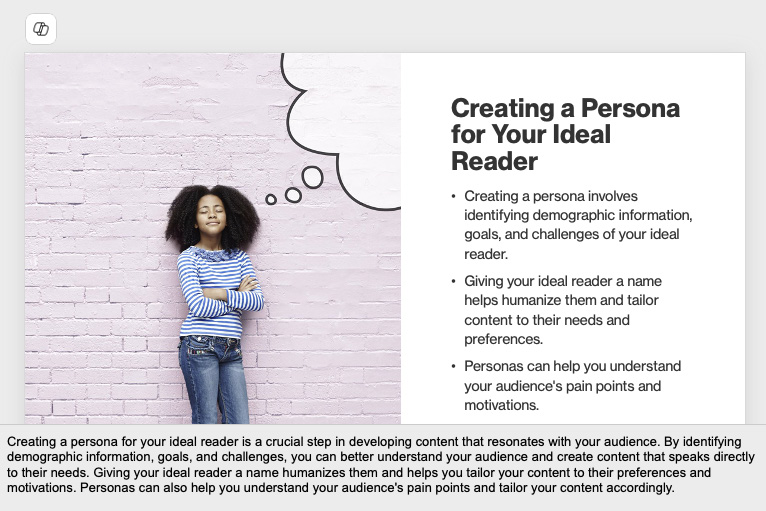 Creating a Persona
for Your Ideal
Reader
• Creating a persona involves
identifying demographic information,
goals, and challenges of your ideal
reader.
• Giving your ideal reader a name
helps humanize them and tailor
content to their needs and
preferences.
• Personas can help you understand
your audience's pain points and
motivations.
Creating a persona for your ideal reader is a crucial step in developing content that resonates with your audience. By identifying
demographic information, goals, and challenges, you can better understand your audience and create content that speaks directly
to their needs. Giving your ideal reader a name humanizes them and helps you tailor your content to their preferences and
motivations. Personas can also help you understand your audience's pain points and tailor your content accordingly.